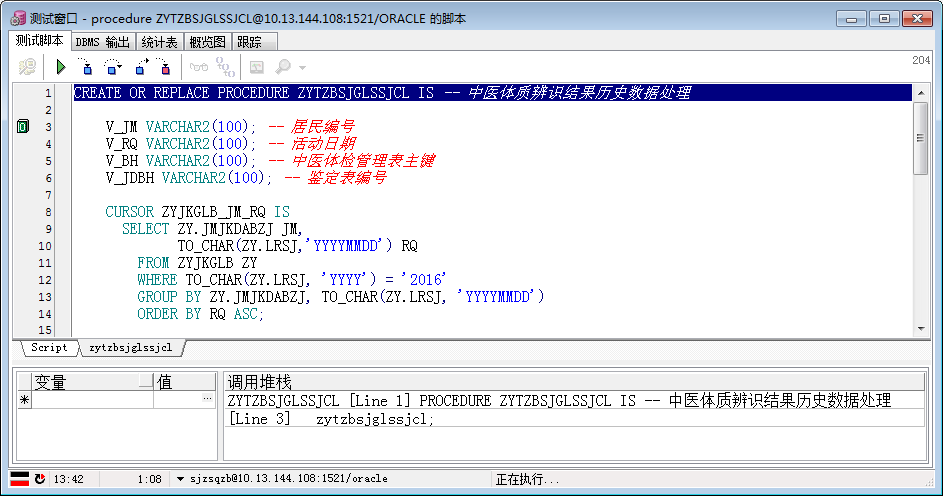 测试窗口 - procedure ZYTZBSJGLSSJCL@10.13.144.108:1521/ORACLE 的脚本
测试脚本 DBMS 输出 统计表 概览图 跟踪
204
1 CREATE OR REPLACE PROCEDURE ZYTZBSJGLSSJCL IS -- 中医体质辨识结果历史数据处理
2
3 V_JM VARCHAR2(100); -- 居民编号
4 V_RQ VARCHAR2(100); -- 活动日期
5 V_BH VARCHAR2(100); -- 中医体检管理表主键
6 V_JDBH VARCHAR2(100); -- 鉴定表编号
7
8 CURSOR ZYJKGLB_JM_RQ IS
9 SELECT ZY.JMJKDABZJ JM,
10 TO_CHAR(ZY.LRSJ,'YYYYMMDD') RQ
11 FROM ZYJKGLB ZY
12 WHERE TO_CHAR(ZY.LRSJ, 'YYYY') = '2016'
13 GROUP BY ZY.JMJKDABZJ, TO_CHAR(ZY.LRSJ, 'YYYYMMDD')
14 ORDER BY RQ ASC;
15
Script zytzbsjglssjcl
变量 值 调用堆栈
ZYTZBSJGLSSJCL [Line 1] PROCEDURE ZYTZBSJGLSSJCL IS -- 中医体质辨识结果历史数据处理
[Line 3] zytzbsjglssjcl;
13:42 1:08 sjzsqzb@10.13.144.108:1521/oracle 正在执行...